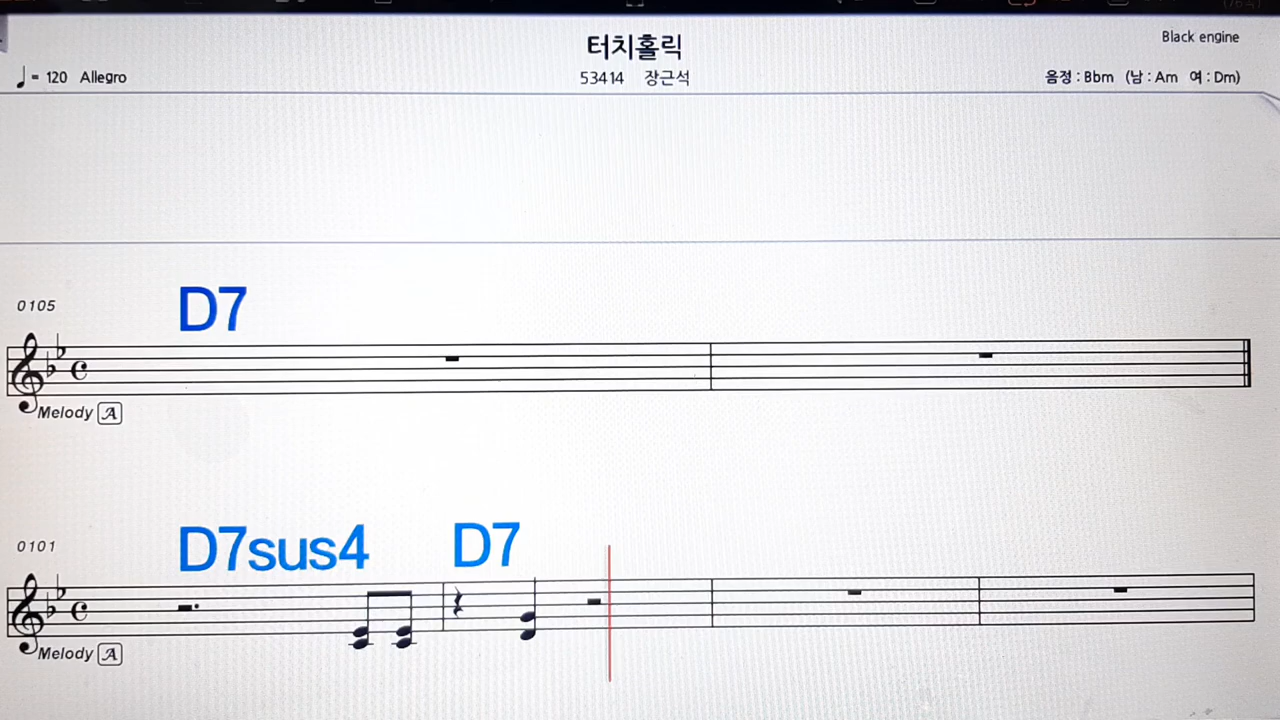 터치홀릭
Black engine
♩ = 120 Allegro
53414 장근석
음정 : Bbm (남 : Am 여 : Dm)
0105
D7
Melody A
0101
D7sus4 D7
Melody A